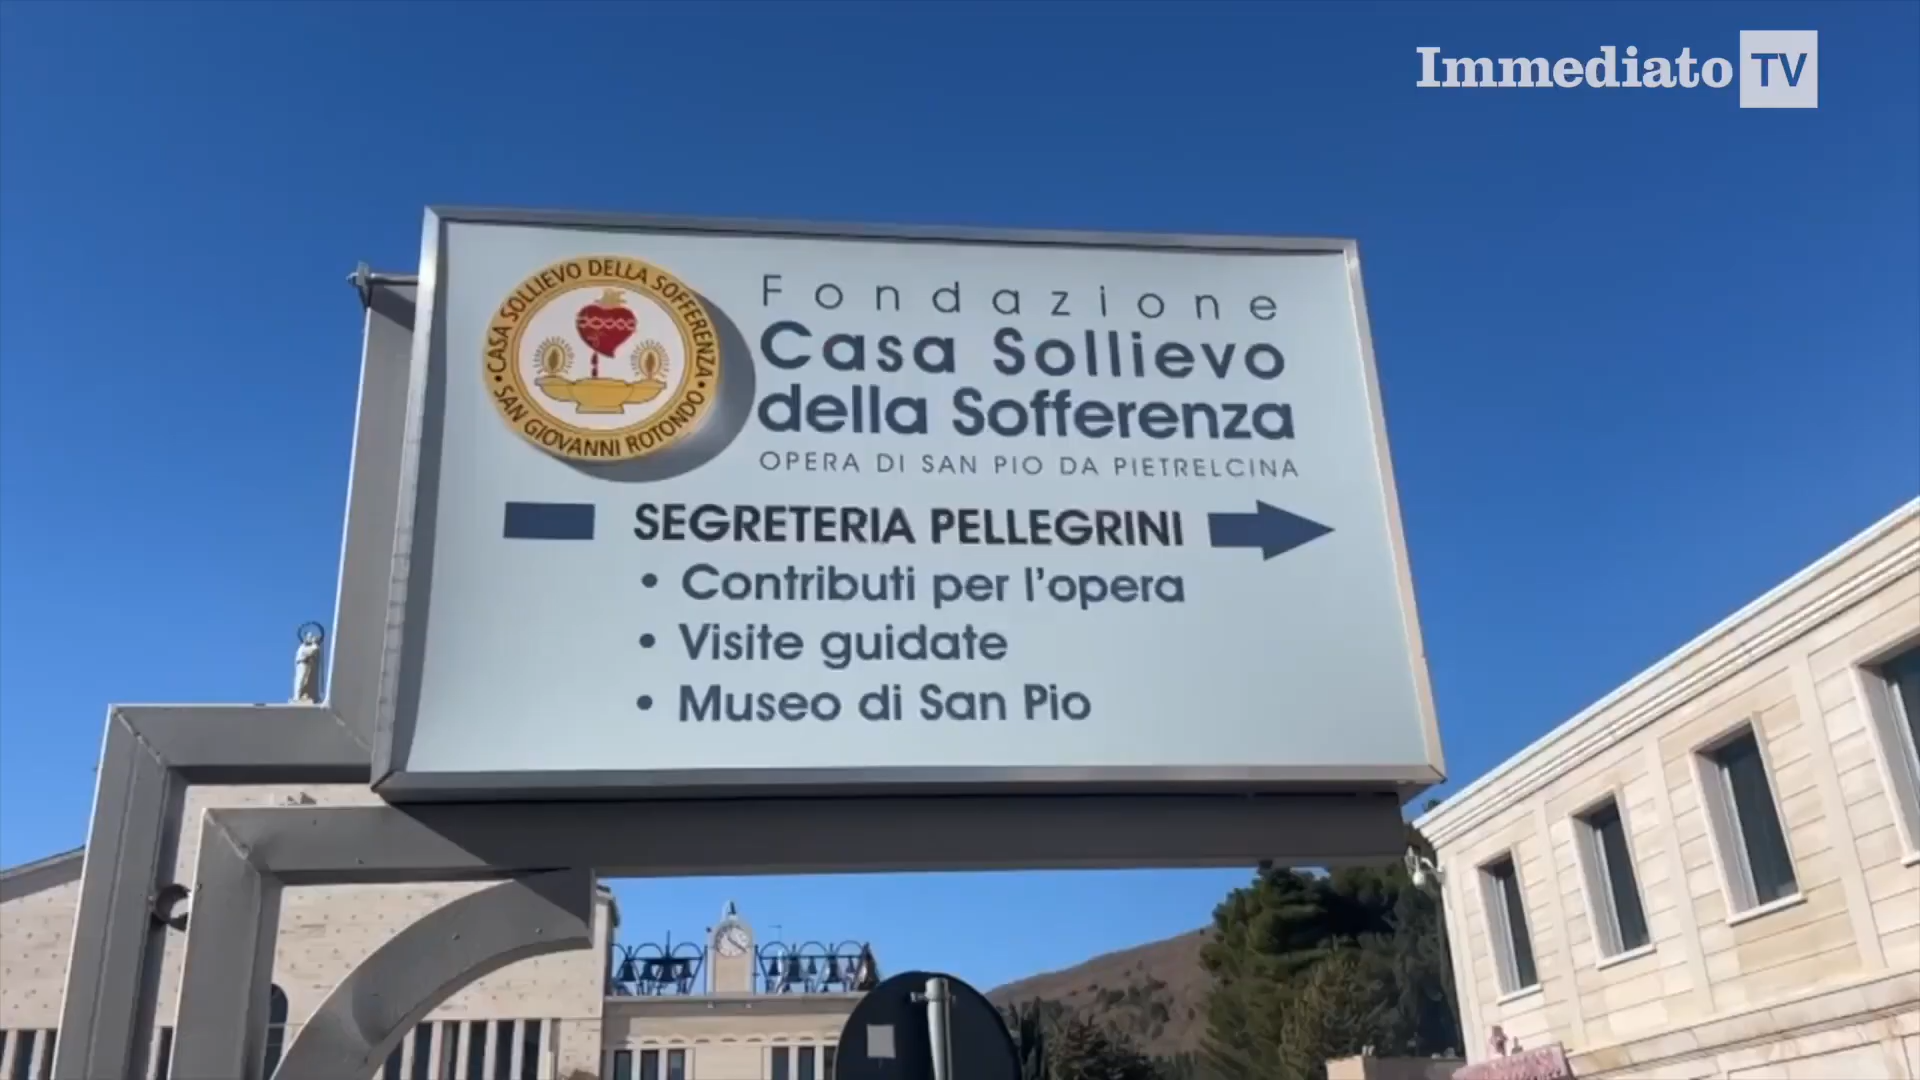 Immediato TV
CASA SOLLIEVO DELLA SOFFERENZA
SAN GIOVANNI ROTONDO
Fondazione
Casa Sollievo
della Sofferenza
OPERA DI SAN PIO DA PIETRELCINA
SEGRETERIA PELLEGRINI
• Contributi per l'opera
• Visite guidate
• Museo di San Pio